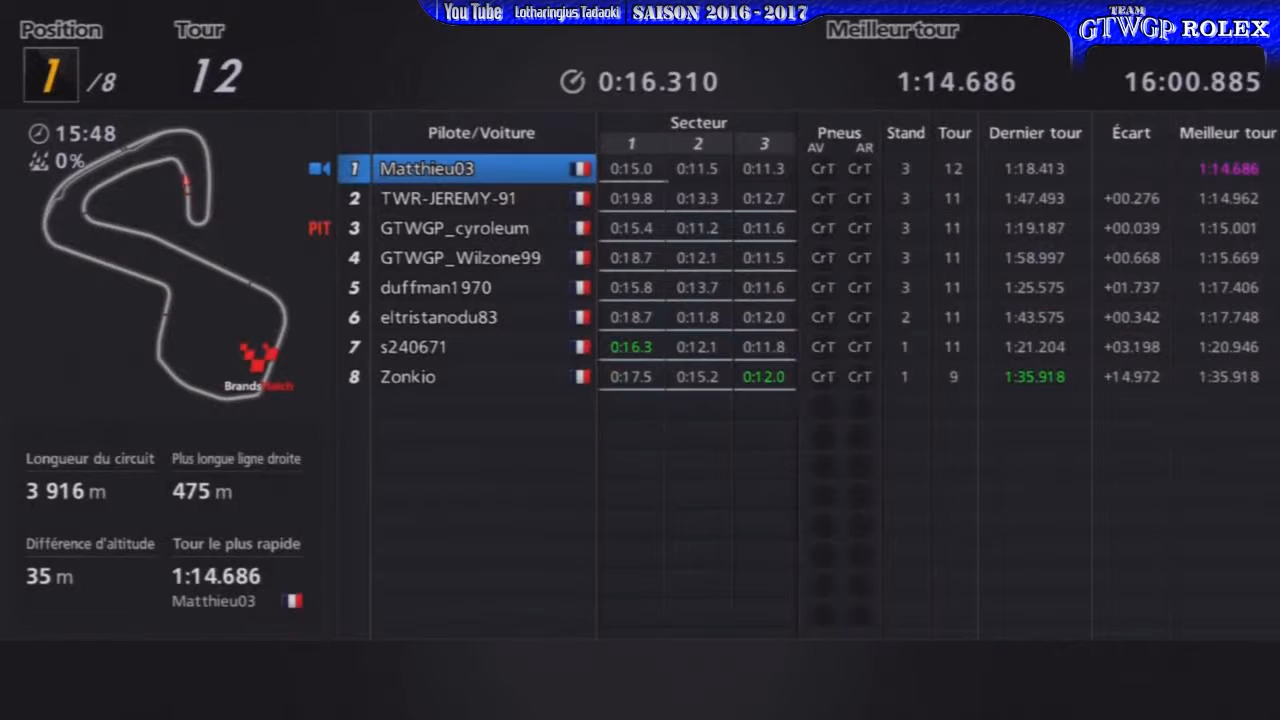 YouTube Lotharingius Tadaoki SAISON 2016-2017
TEAM
GTWGP ROLEX
Position Tour Meilleur tour
1 /8 12 0:16.310 1:14.686 16:00.885
15:48
0%
BrandsHatch
Longueur du circuit Plus longue ligne droite
3 916 m 475 m
Différence d'altitude Tour le plus rapide
35 m 1:14.686
Matthieu03
Pilote/Voiture Secteur Pneus Stand Tour Dernier tour Écart Meilleur tour
1 2 3 AV AR
1 Matthieu03 0:15.0 0:11.5 0:11.3 CrT CrT 3 12 1:18.413 1:14.686
2 TWR-JEREMY-91 0:19.8 0:13.3 0:12.7 CrT CrT 3 11 1:47.493 +00.276 1:14.962
PIT 3 GTWGP_cyroleum 0:15.4 0:11.2 0:11.6 CrT CrT 3 11 1:19.187 +00.039 1:15.001
4 GTWGP_Wilzone99 0:18.7 0:12.1 0:11.5 CrT CrT 3 11 1:58.997 +00.668 1:15.669
5 duffman1970 0:15.8 0:13.7 0:11.6 CrT CrT 3 11 1:25.575 +01.737 1:17.406
6 eltristanodu83 0:18.7 0:11.8 0:12.0 CrT CrT 2 11 1:43.575 +00.342 1:17.748
7 s240671 0:16.3 0:12.1 0:11.8 CrT CrT 1 11 1:21.204 +03.198 1:20.946
8 Zonkio 0:17.5 0:15.2 0:12.0 CrT CrT 1 9 1:35.918 +14.972 1:35.918